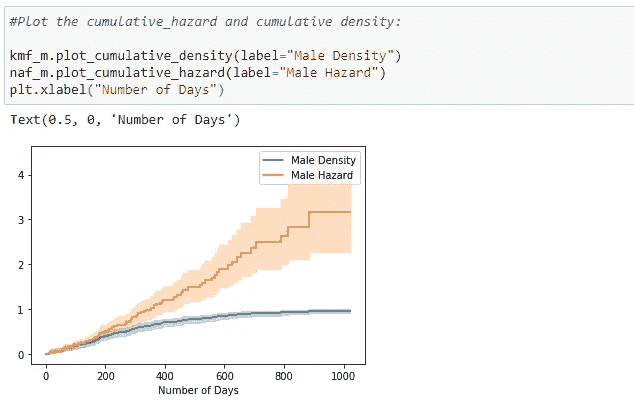 #Plot the cumulative_hazard and cumulative density:
kmf_m.plot_cumulative_density(label="Male Density")
naf_m.plot_cumulative_hazard(label="Male Hazard")
plt.xlabel("Number of Days")
Text(0.5, 0, 'Number of Days')
Male Density
Male Hazard
4
3
2
1
0
0 200 400 600 800 1000
Number of Days